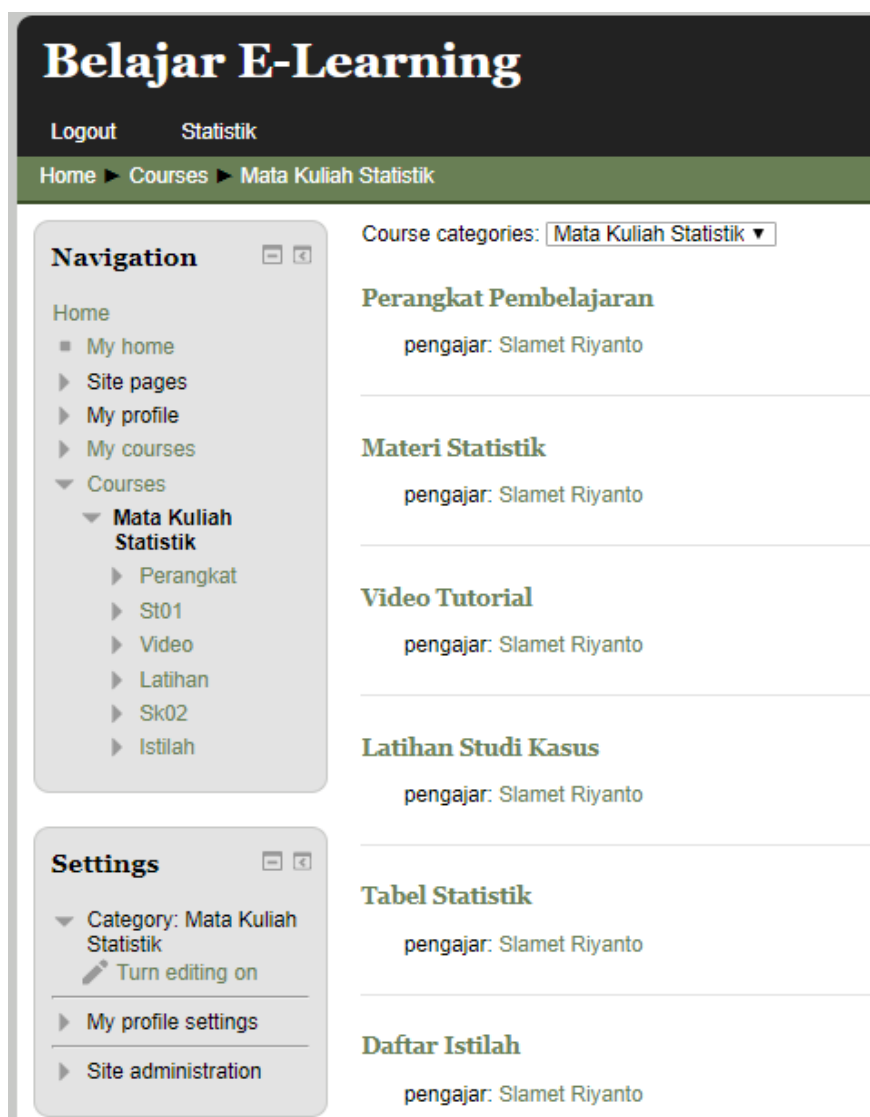 Belajar E-Learning
Logout Statistik
Home ► Courses ► Mata Kuliah Statistik
Navigation
Home
My home
Site pages
My profile
My courses
Courses
Mata Kuliah
Statistik
Perangkat
St01
Video
Latihan
Sk02
Istilah
Settings
Category: Mata Kuliah
Statistik
Turn editing on
My profile settings
Site administration
Course categories: Mata Kuliah Statistik ▼
Perangkat Pembelajaran
pengajar: Slamet Riyanto
Materi Statistik
pengajar: Slamet Riyanto
Video Tutorial
pengajar: Slamet Riyanto
Latihan Studi Kasus
pengajar: Slamet Riyanto
Tabel Statistik
pengajar: Slamet Riyanto
Daftar Istilah
pengajar: Slamet Riyanto